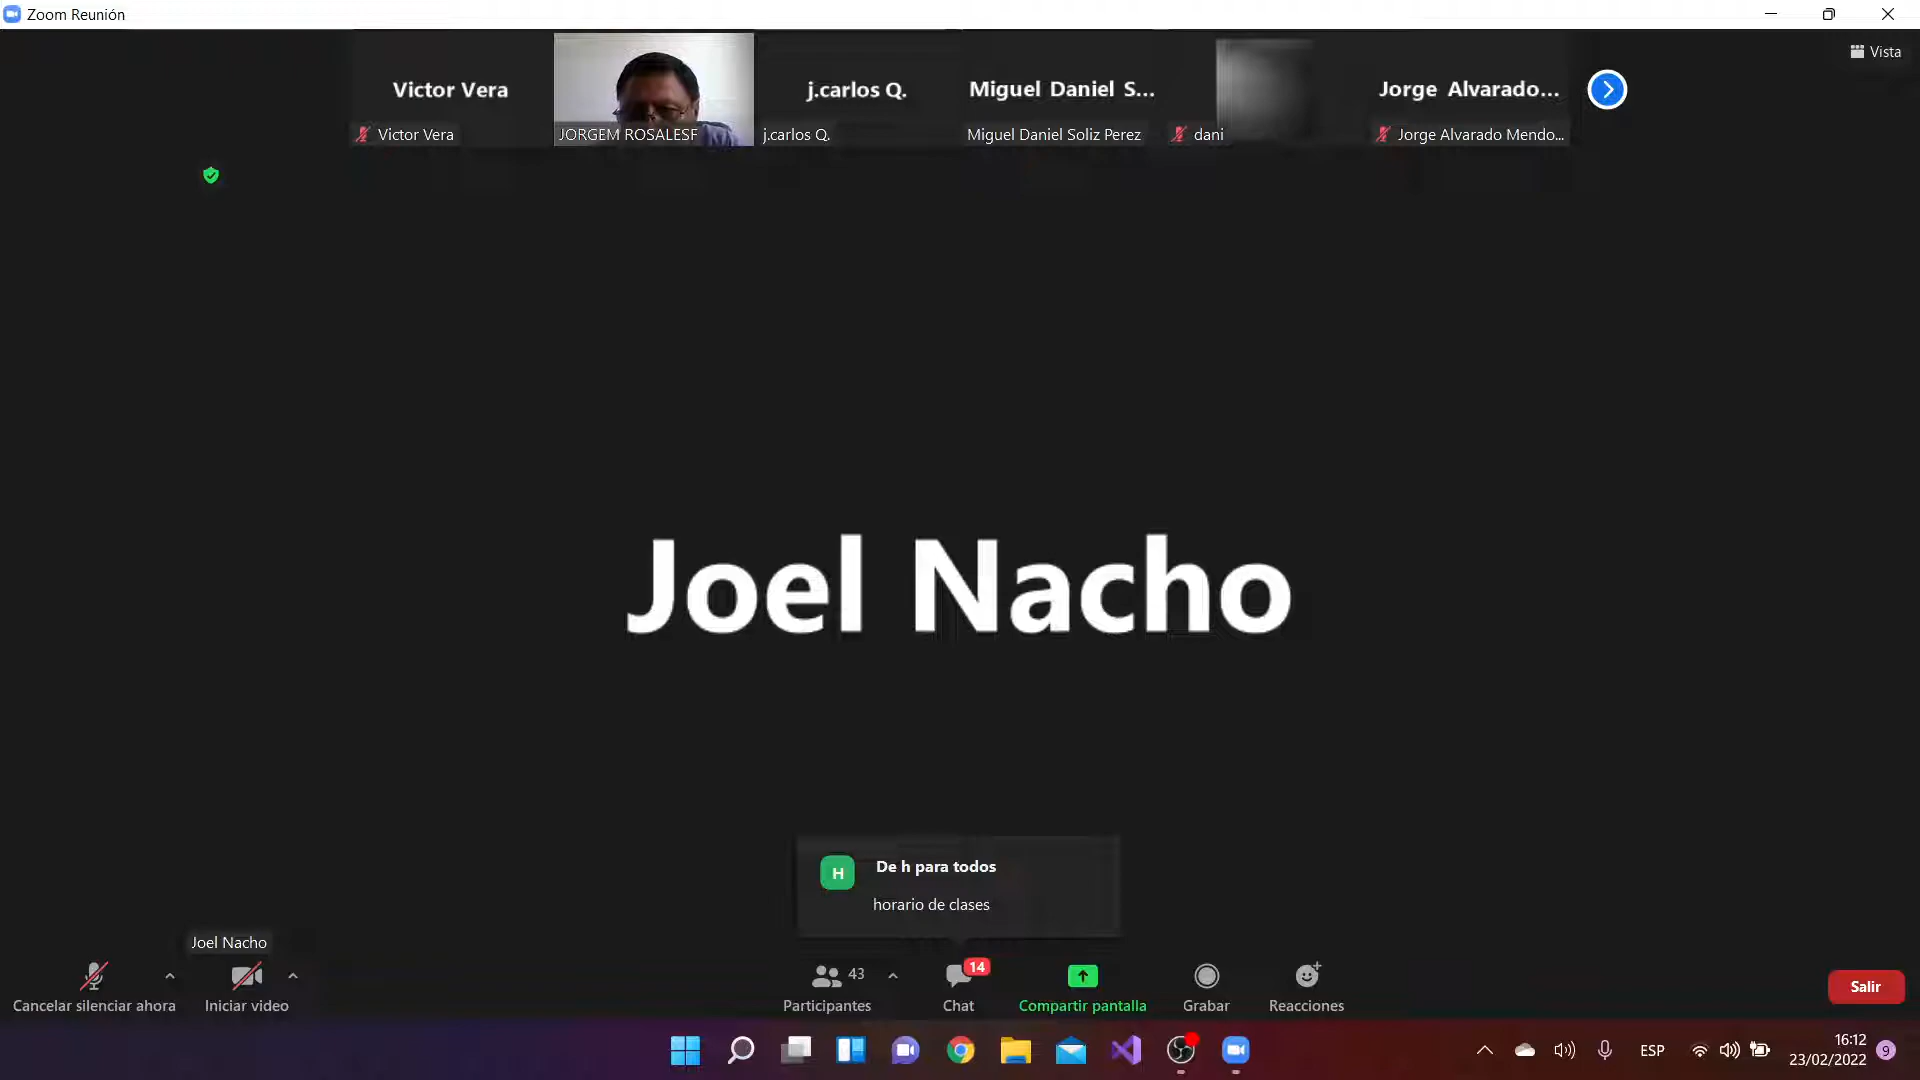 Zoom Reunión
Vista
Victor Vera
j.carlos Q.
Miguel Daniel S...
Jorge Alvarado...
Victor Vera
JORGEM ROSALESF
j.carlos Q.
Miguel Daniel Soliz Perez
dani
Jorge Alvarado Mendo...
Joel Nacho
H
De h para todos
horario de clases
Joel Nacho
43
14
Cancelar silenciar ahora
Iniciar video
Participantes
Chat
Compartir pantalla
Grabar
Reacciones
Salir
ESP
16:12
23/02/2022
9